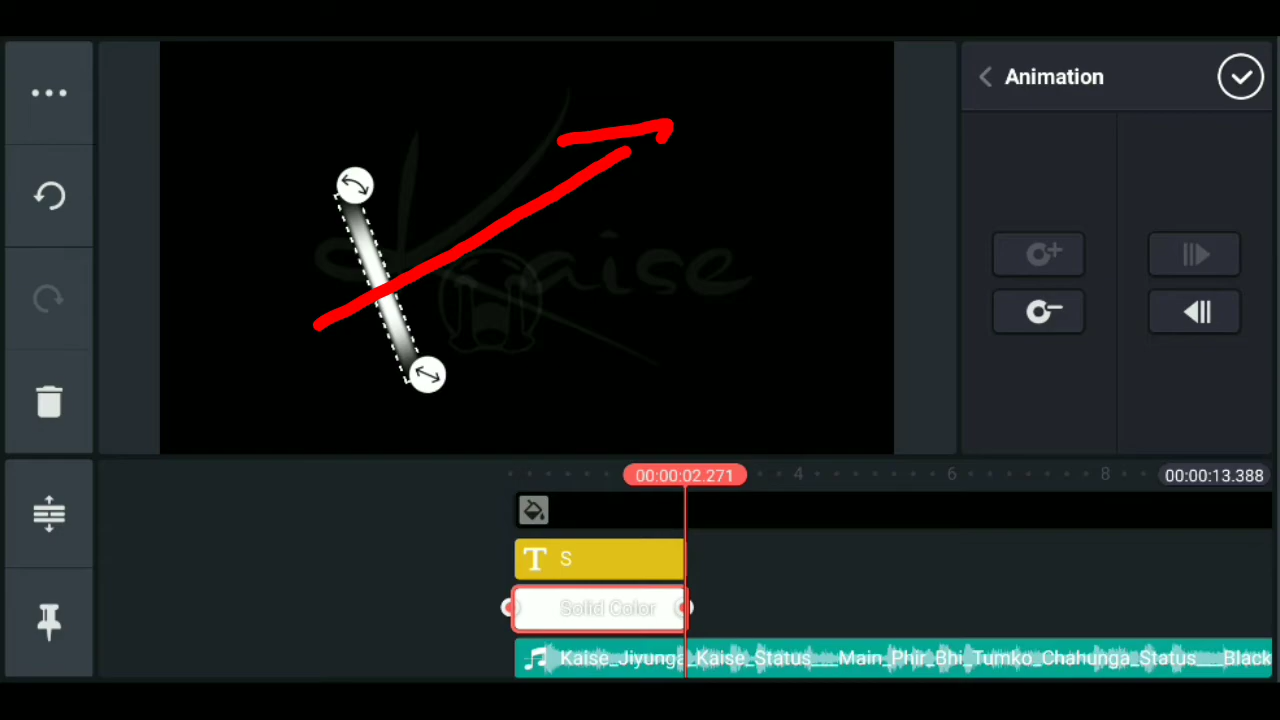 Animation
Kaise
00:00:02.271
4
6
8
00:00:13.388
T S
Solid Color
Kaise_Jiyunga_Kaise_Status___Main_Phir_Bhi_Tumko_Chahunga_Status___Black